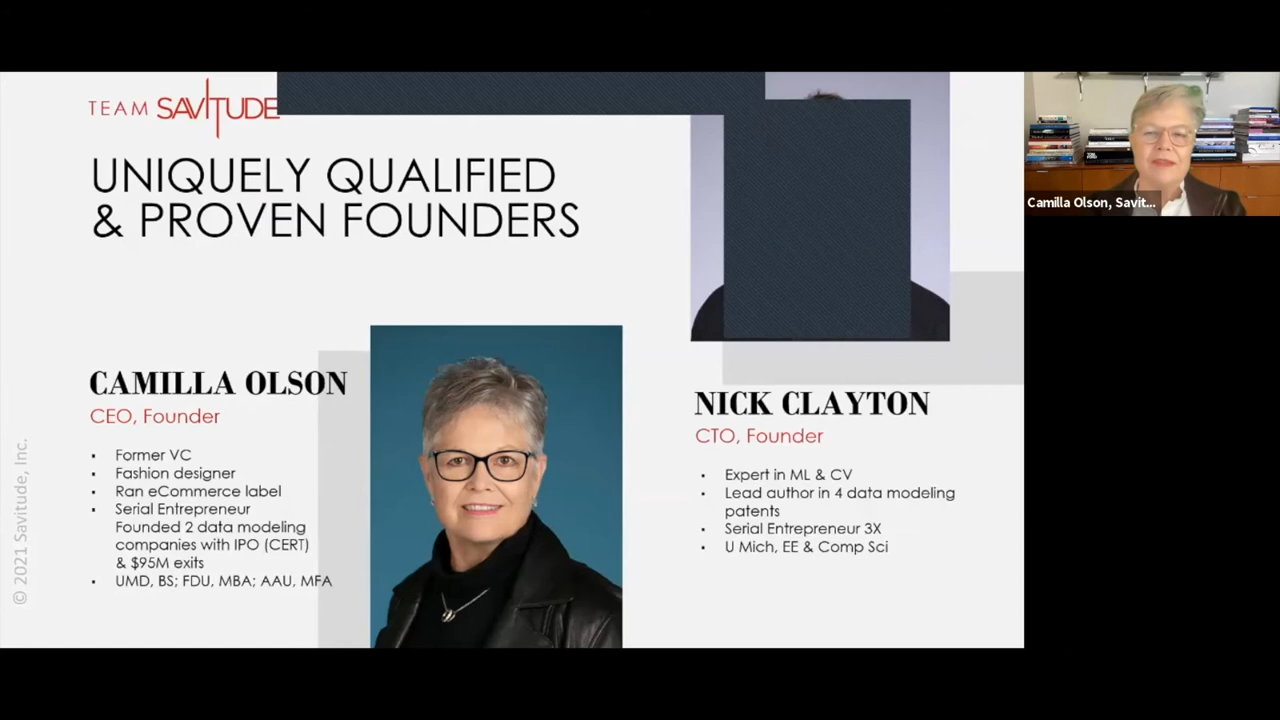 TEAM SAVITUDE
UNIQUELY QUALIFIED
& PROVEN FOUNDERS
CAMILLA OLSON
CEO, Founder
▪ Former VC
▪ Fashion designer
▪ Ran eCommerce label
▪ Serial Entrepreneur
Founded 2 data modeling
companies with IPO (CERT)
& $95M exits
▪ UMD, BS; FDU, MBA; AAU, MFA
NICK CLAYTON
CTO, Founder
▪ Expert in ML & CV
▪ Lead author in 4 data modeling
patents
▪ Serial Entrepreneur 3X
▪ U Mich, EE & Comp Sci
© 2021 Savitude, Inc.
Camilla Olson, Savit...